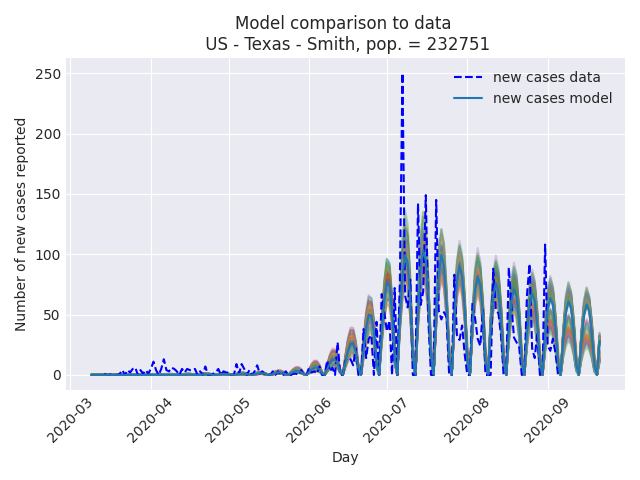 Model comparison to data
US - Texas - Smith, pop. = 232751
new cases data
new cases model
Number of new cases reported
250
200
150
100
50
0
2020-03
2020-04
2020-05
2020-06
2020-07
2020-08
2020-09
Day